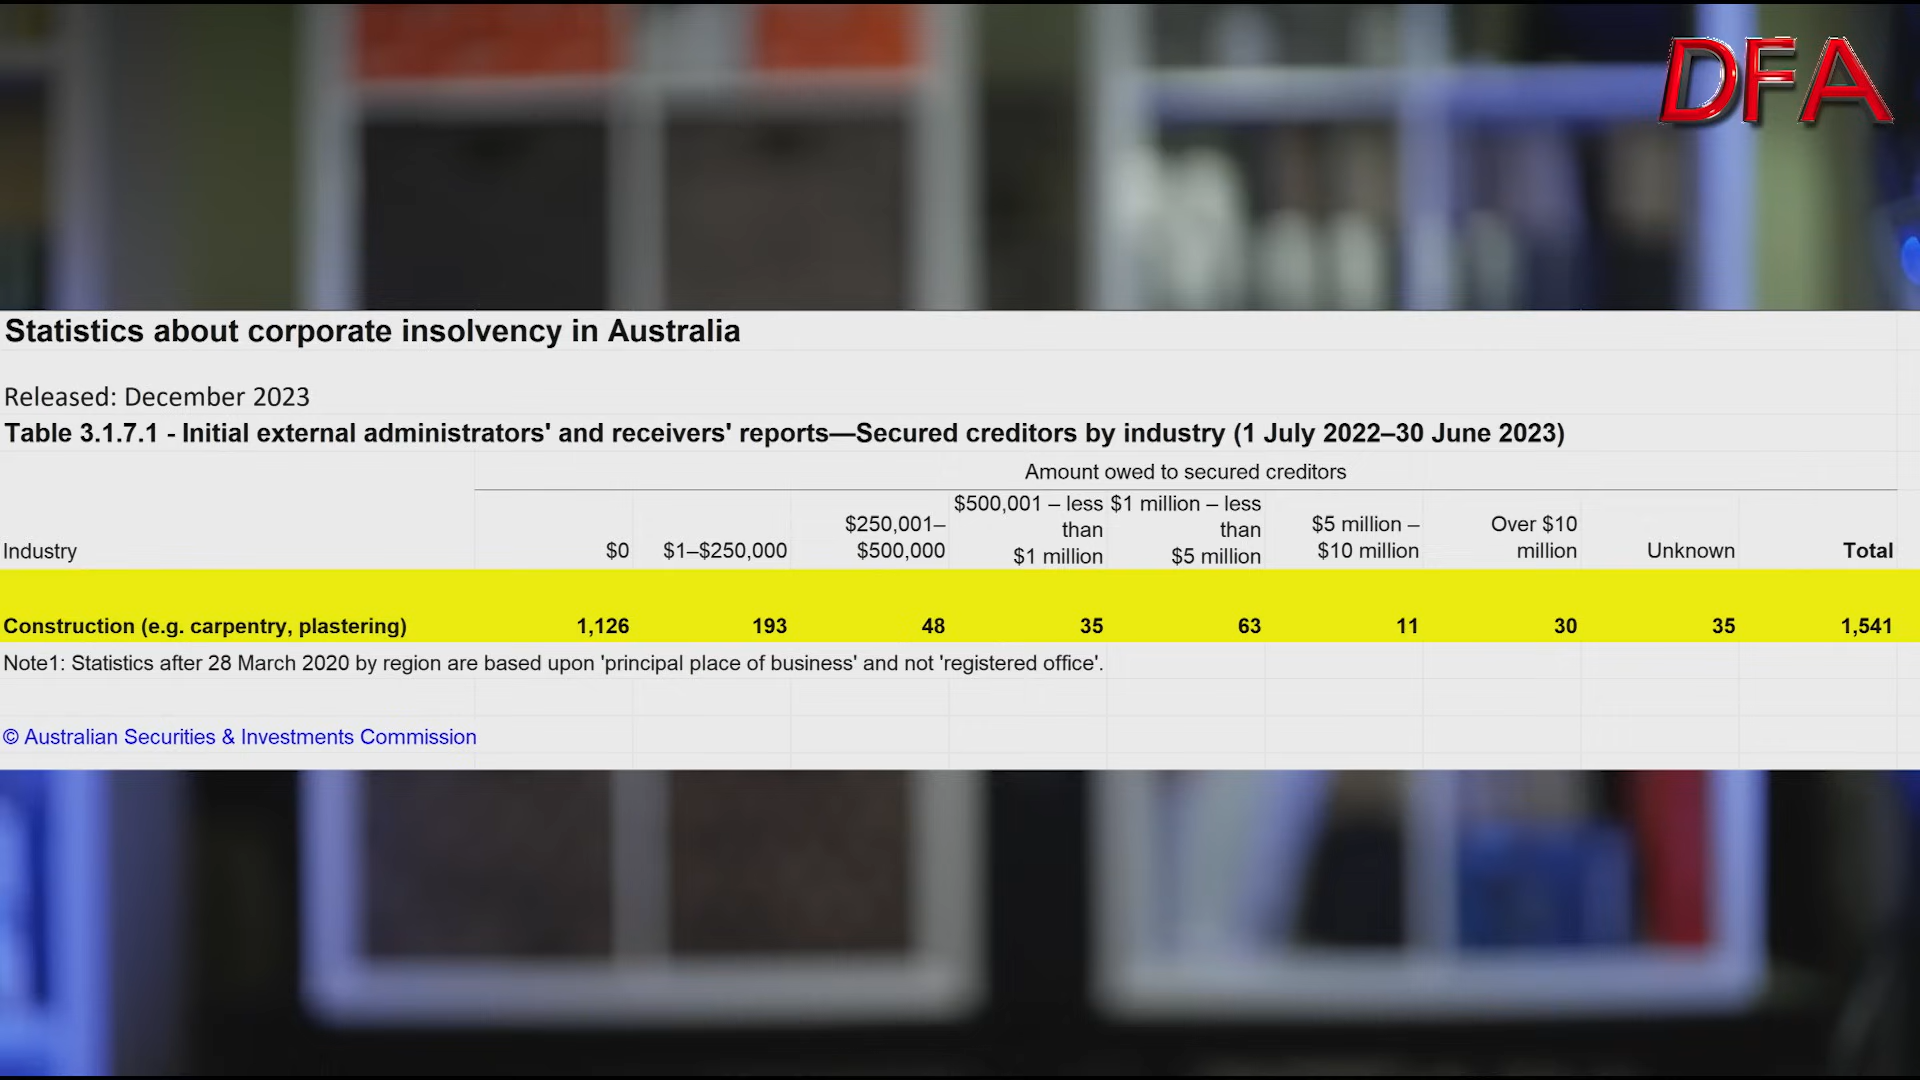 DFA
Statistics about corporate insolvency in Australia
Released: December 2023
Table 3.1.7.1 - Initial external administrators' and receivers' reports—Secured creditors by industry (1 July 2022–30 June 2023)
Amount owed to secured creditors
Industry $0 $1–$250,000 $250,001–$500,000 $500,001 – less than $1 million $1 million – less than $5 million $5 million – $10 million Over $10 million Unknown Total
Construction (e.g. carpentry, plastering) 1,126 193 48 35 63 11 30 35 1,541
Note1: Statistics after 28 March 2020 by region are based upon 'principal place of business' and not 'registered office'.
© Australian Securities & Investments Commission